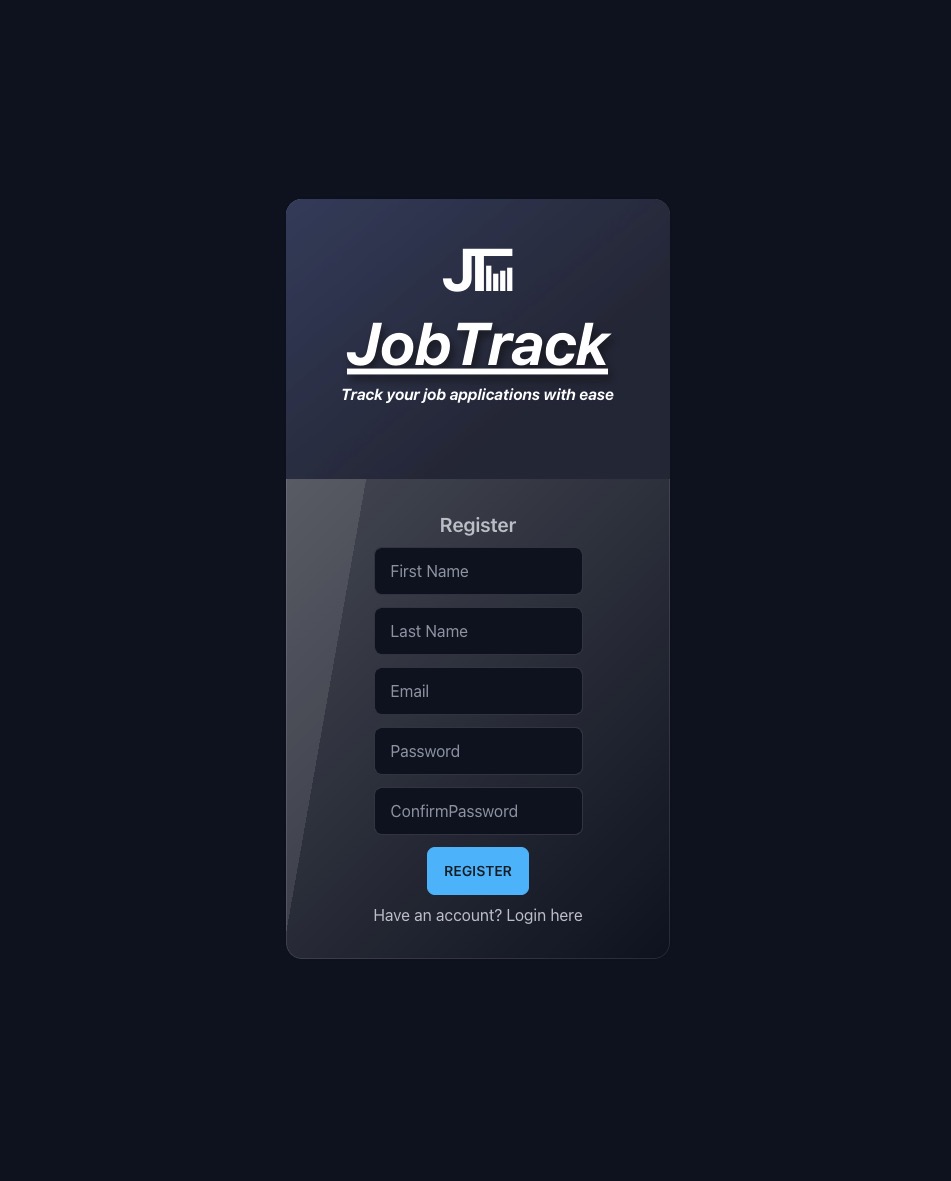 JT
JobTrack
Track your job applications with ease
Register
First Name
Last Name
Email
Password
ConfirmPassword
REGISTER
Have an account? Login here